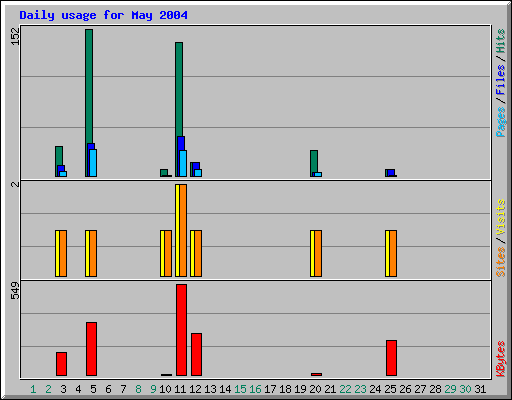 Daily usage for May 2004
152
Pages / Files / Hits
2
Sites / Visits
549
KBytes
1 2 3 4 5 6 7 8 9 10 11 12 13 14 15 16 17 18 19 20 21 22 23 24 25 26 27 28 29 30 31